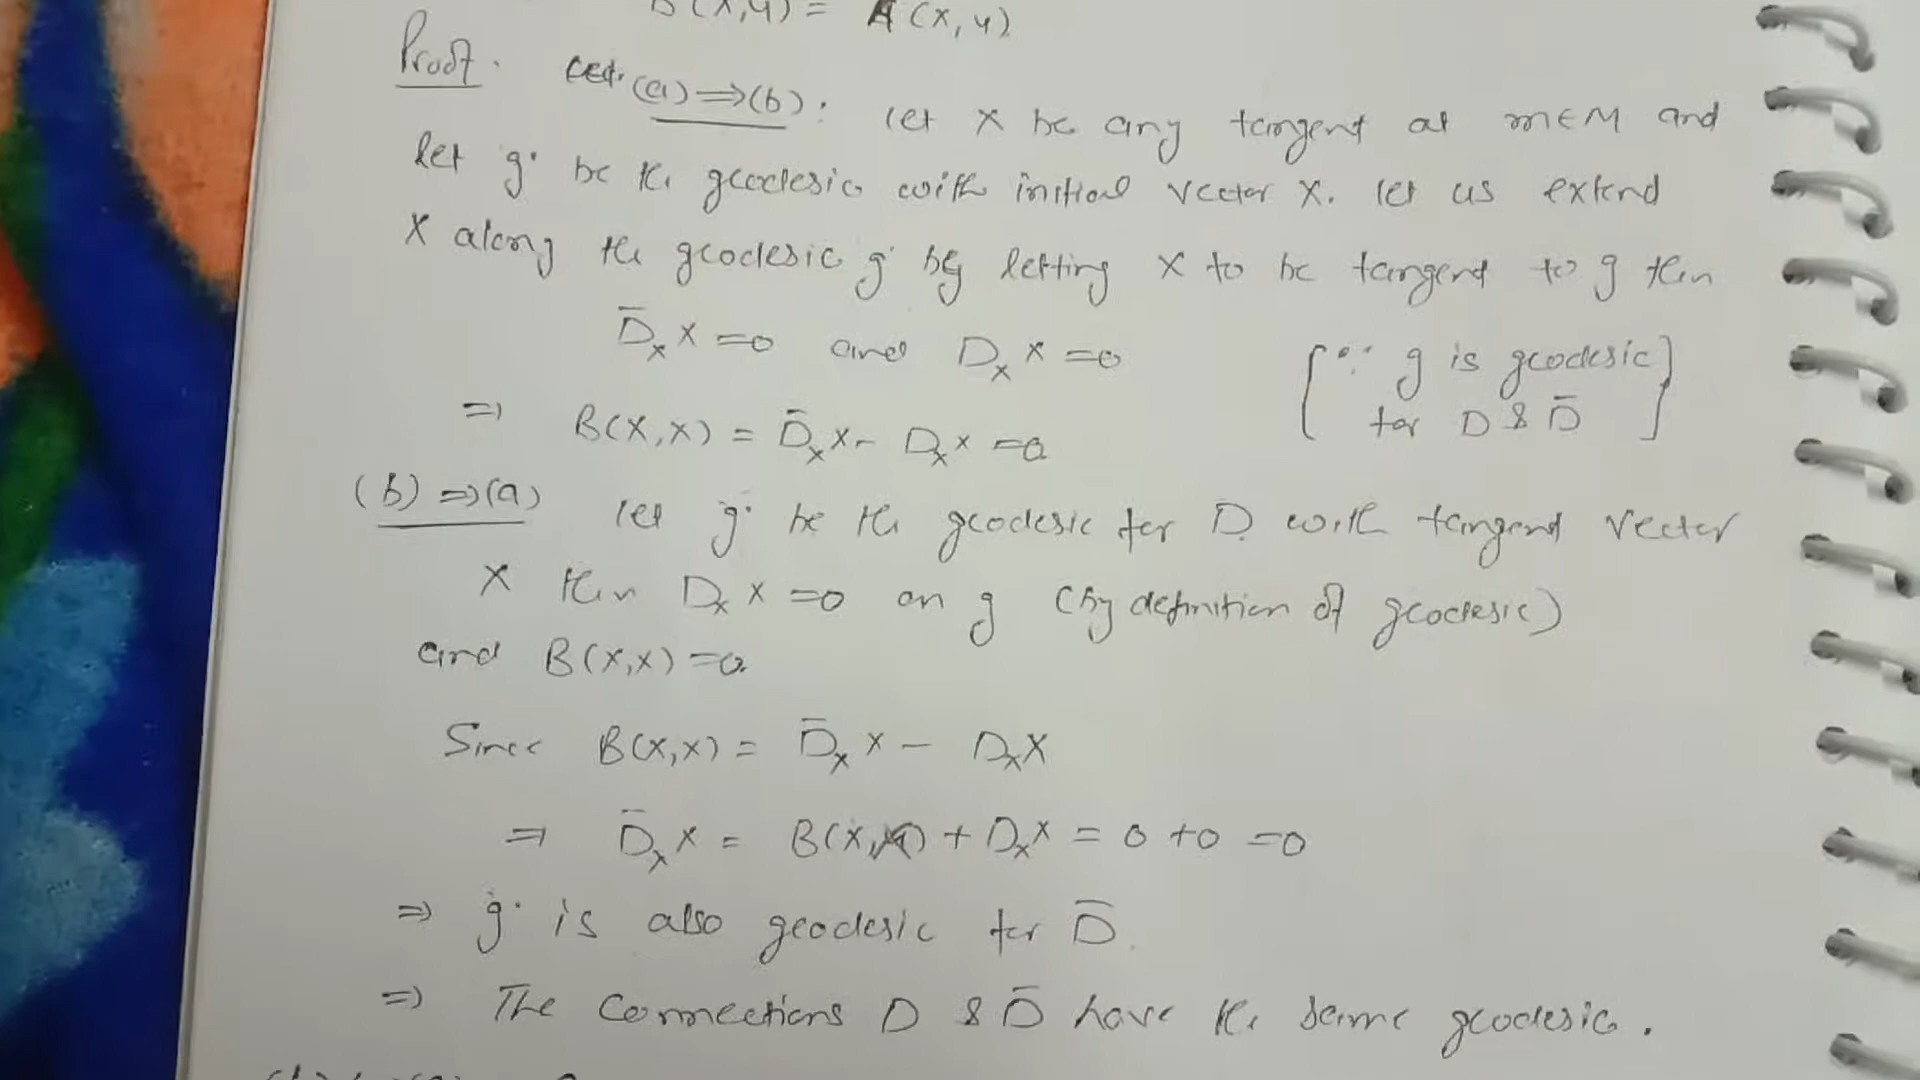 B(X,Y) = A(X,Y)
Proof. Let. (a) ⇒ (b): let X be any tangent at m∈M and
let g be the geodesic with initial vector X. let us extend
X along the geodesic g by letting X to be tangent to g then
D̄ₓX = 0 and DₓX = 0 [∵ g is geodesic
for D & D̄]
⇒ B(X,X) = D̄ₓX - DₓX = 0
(b) ⇒ (a) let g be the geodesic for D with tangent vector
X then DₓX = 0 on g (by definition of geodesic)
and B(X,X) = 0.
Since B(X,X) = D̄ₓX - DₓX
⇒ D̄ₓX = B(X,X) + DₓX = 0 + 0 = 0
⇒ g is also geodesic for D̄.
⇒ The connections D & D̄ have the same geodesic.